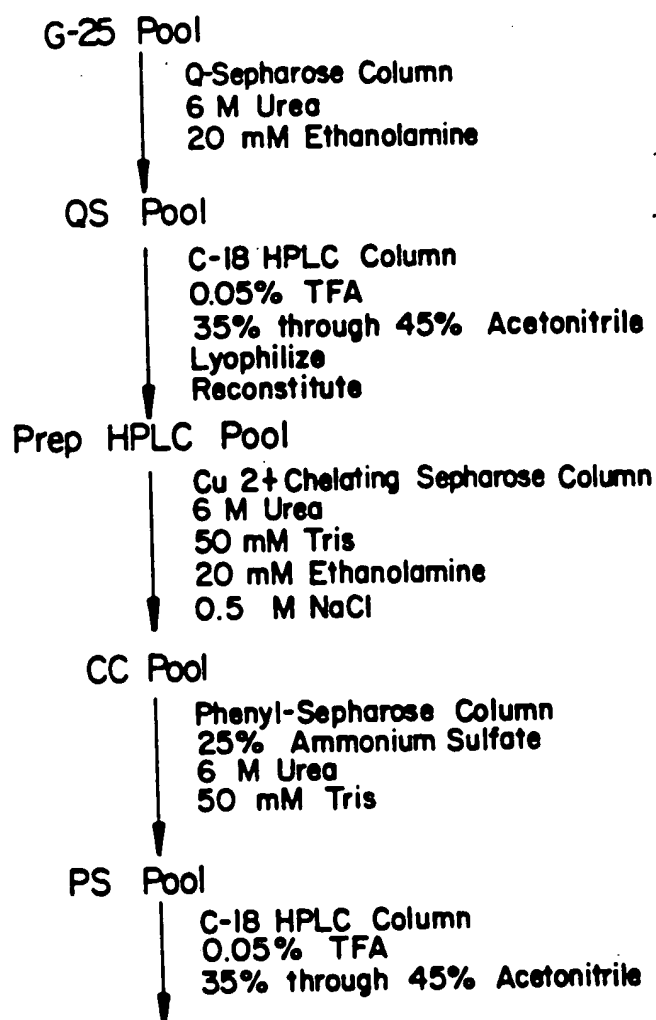 G-25 Pool
Q-Sepharose Column
6 M Urea
20 mM Ethanolamine
QS Pool
C-18 HPLC Column
0.05% TFA
35% through 45% Acetonitrile
Lyophilize
Reconstitute
Prep HPLC Pool
Cu 2+ Chelating Sepharose Column
6 M Urea
50 mM Tris
20 mM Ethanolamine
0.5 M NaCl
CC Pool
Phenyl-Sepharose Column
25% Ammonium Sulfate
6 M Urea
50 mM Tris
PS Pool
C-18 HPLC Column
0.05% TFA
35% through 45% Acetonitrile